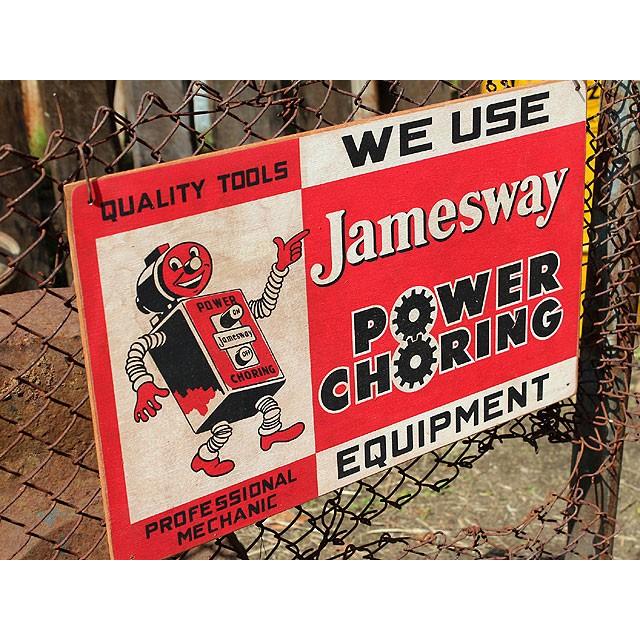 QUALITY TOOLS
WE USE
Jamesway
POWER
CHORING
EQUIPMENT
POWER
ON
Jamesway
OFF
CHORING
PROFESSIONAL
MECHANIC